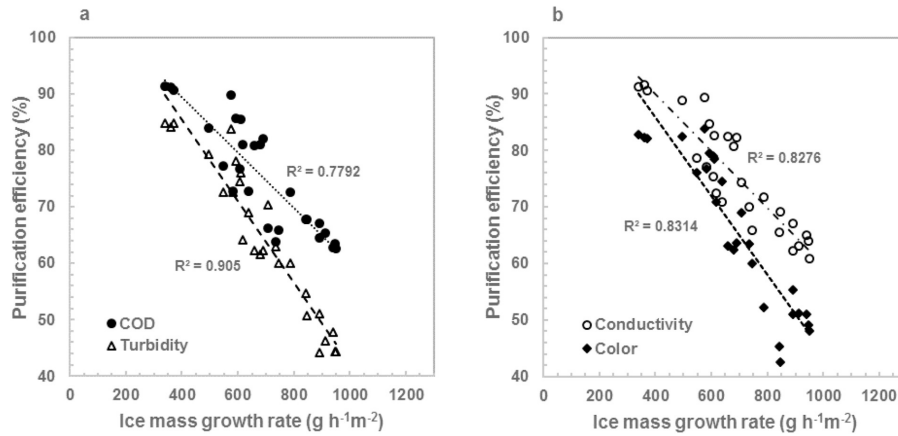 a
Purification efficiency (%)
100
90
80
70
60
50
40
R² = 0.7792
R² = 0.905
COD
Turbidity
0 200 400 600 800 1000 1200
Ice mass growth rate (g h⁻¹m⁻²)
b
Purification efficiency (%)
100
90
80
70
60
50
40
R² = 0.8276
R² = 0.8314
Conductivity
Color
0 200 400 600 800 1000 1200
Ice mass growth rate (g h⁻¹m⁻²)